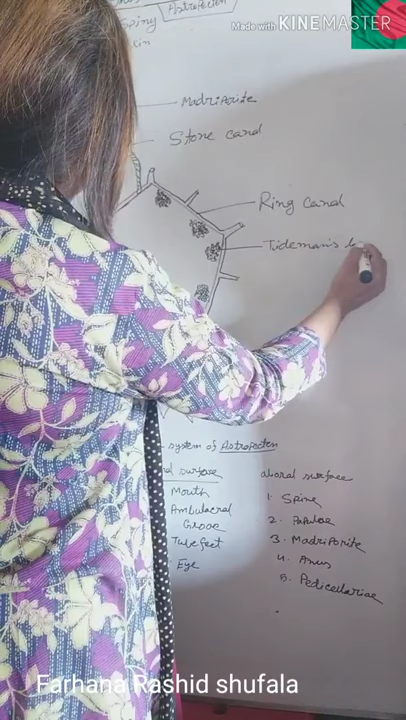 Made with KINEMASTER
Astropecten
Spiny
Madriporite
Stone canal
Ring canal
Tideman's b
system of Astropecten
surface
Mouth
Ambulacral
Groove
Tube feet
Eye
aboral surface
1. Spine
2. Papulae
3. Madriporite
4. Anus
5. Pedicellariae
Farhana Rashid shufala